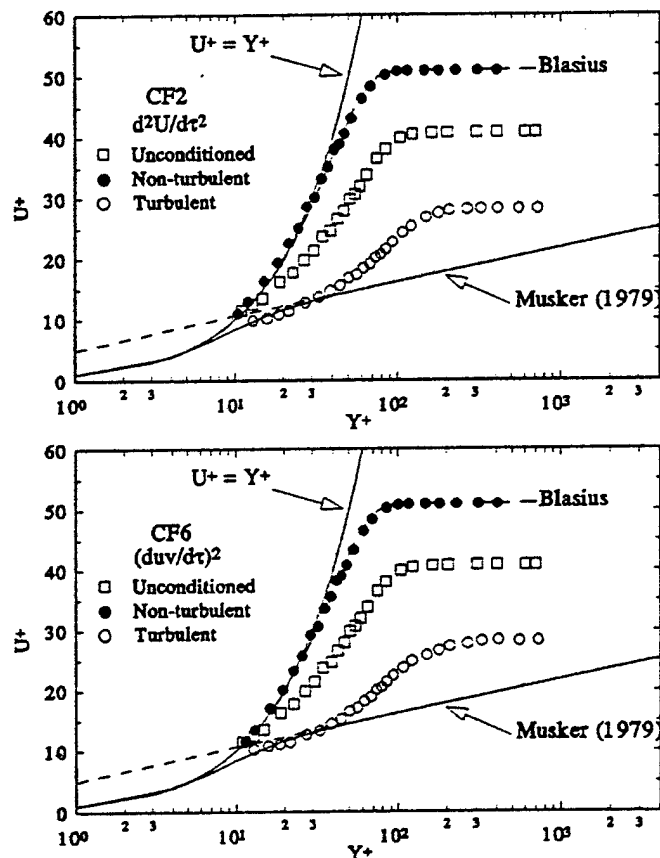 60
U+ = Y+
50
Blasius
CF2
d²U/dτ²
40
Unconditioned
Non-turbulent
30
Turbulent
U+
20
Musker (1979)
10
0
10⁰ 2 3 10¹ 2 3 10² 2 3 10³ 2 3
Y+
60
U+ = Y+
50
Blasius
CF6
(duv/dτ)²
40
Unconditioned
Non-turbulent
30
Turbulent
U+
20
Musker (1979)
10
0
10⁰ 2 3 10¹ 2 3 10² 2 3 10³ 2 3
Y+